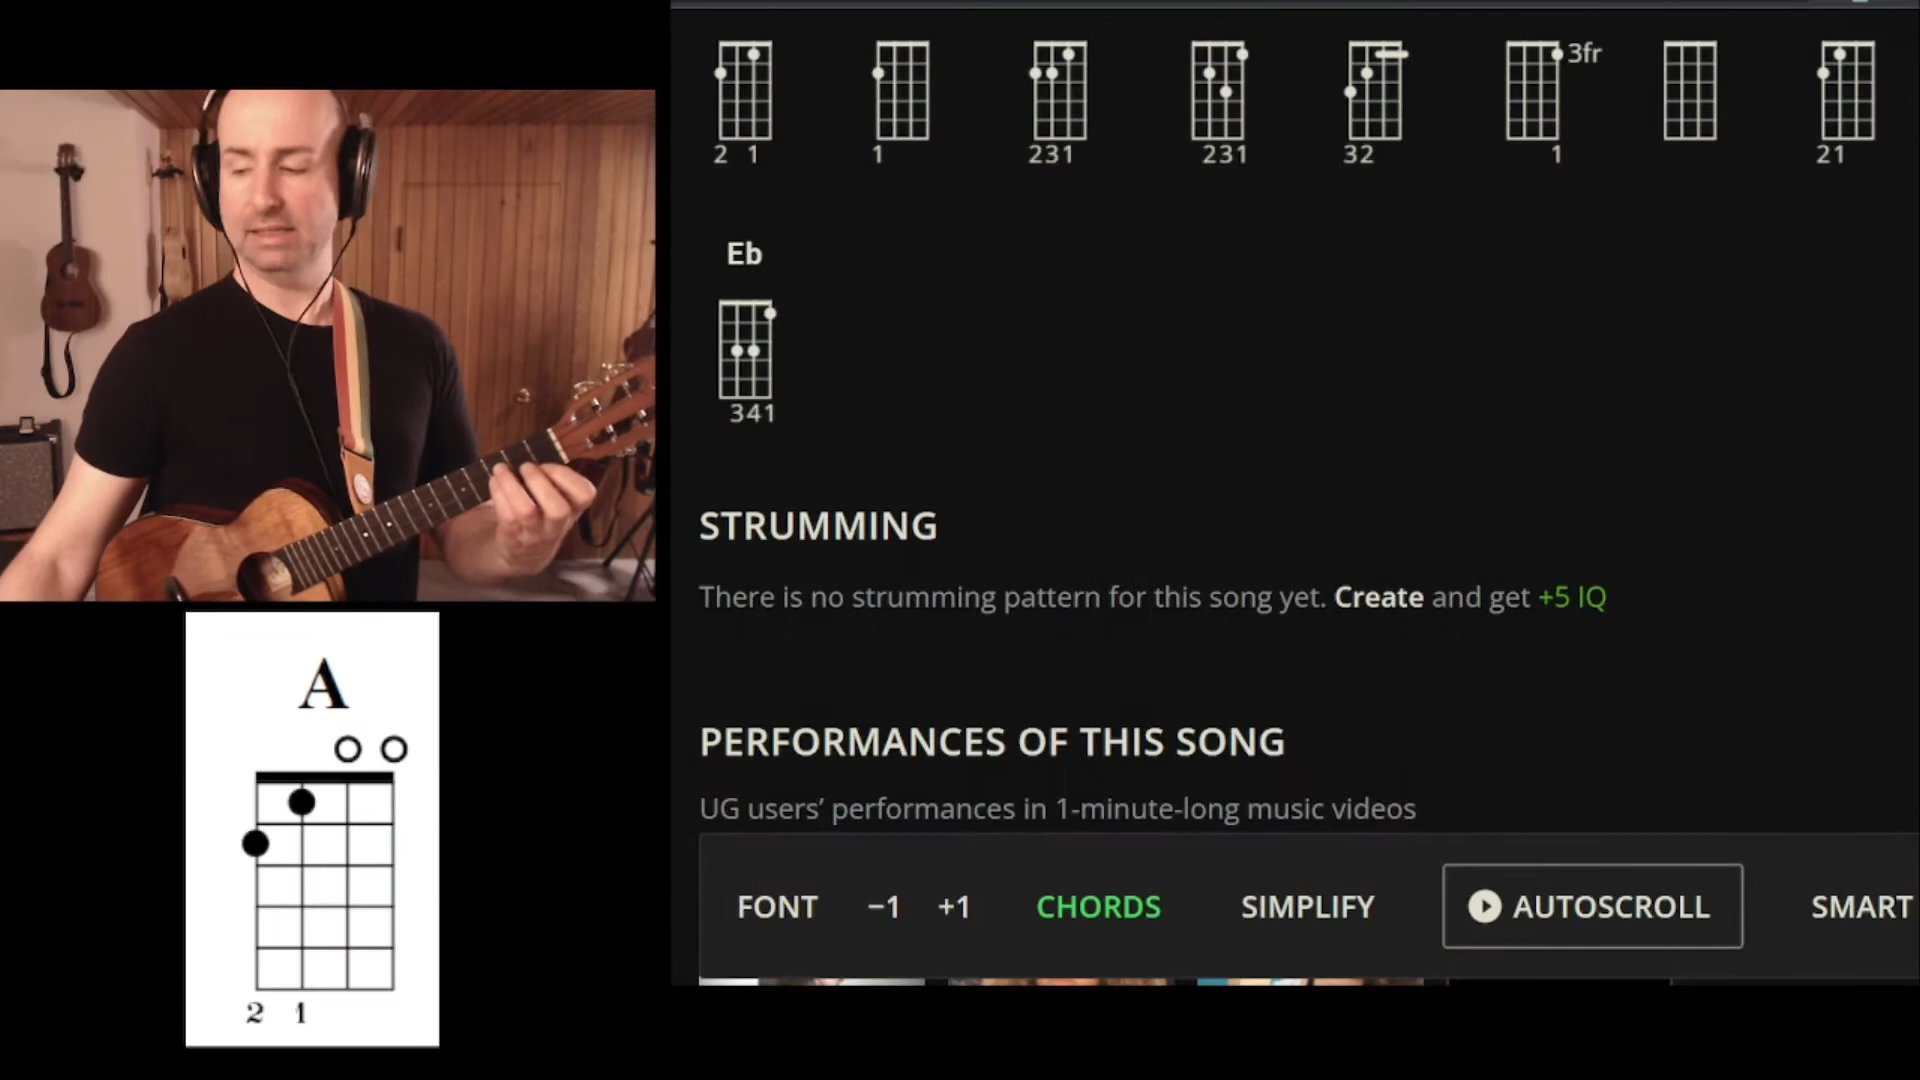 3fr
2 1 1 231 231 32 1 21
Eb
341
STRUMMING
There is no strumming pattern for this song yet. Create and get +5 IQ
PERFORMANCES OF THIS SONG
UG users’ performances in 1-minute-long music videos
FONT −1 +1 CHORDS SIMPLIFY AUTOSCROLL SMART
A
2 1